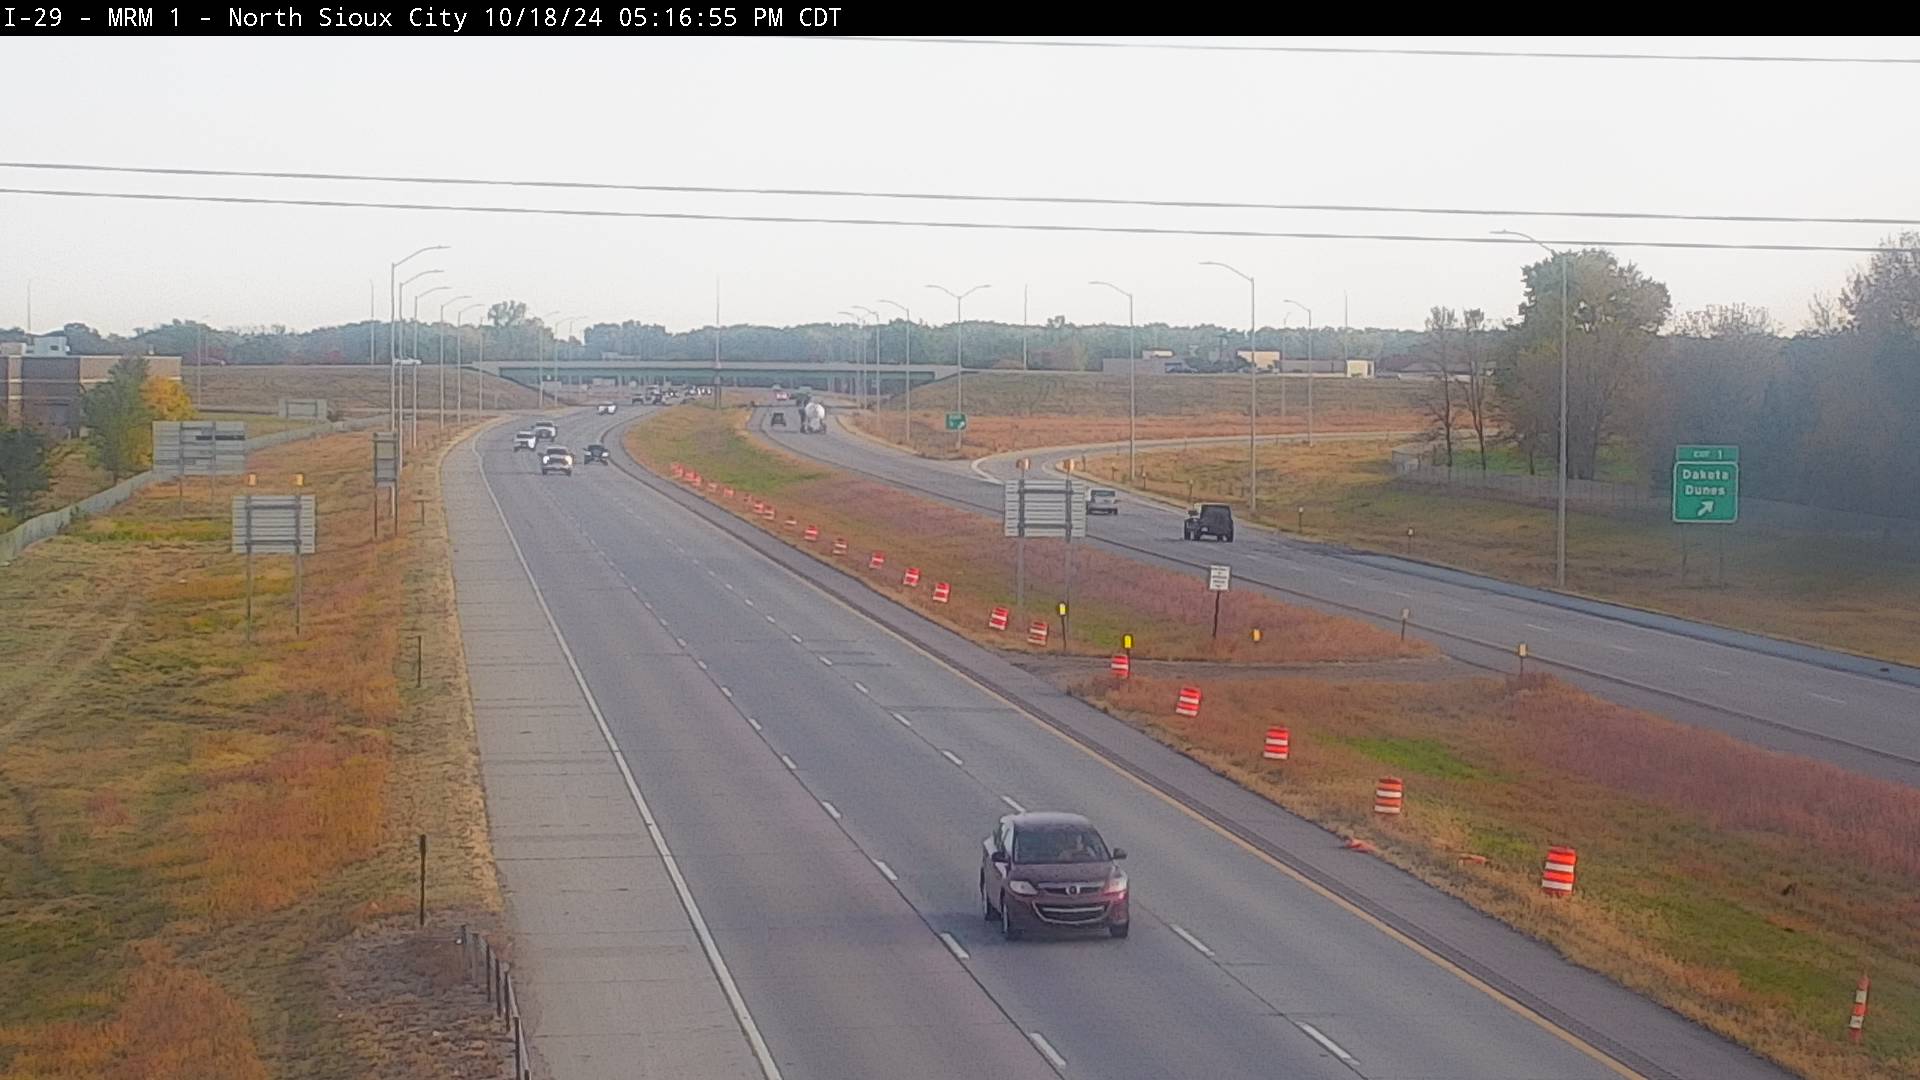 I-29 - MRM 1 - North Sioux City 10/18/24 05:16:55 PM CDT
EXIT 1
Dakota
Dunes